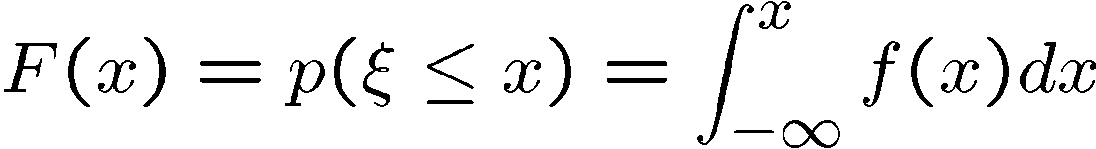 F(x) = p(ξ ≤ x) = ∫_{-∞}^{x} f(x)dx